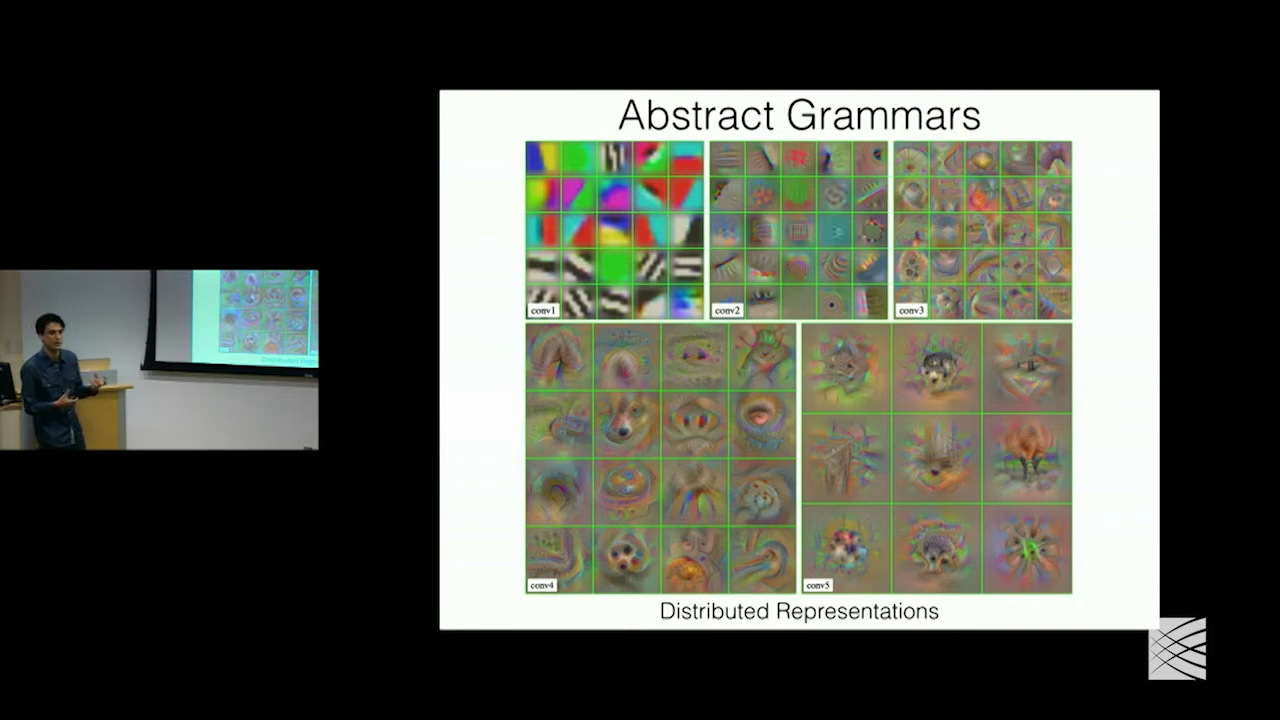 Abstract Grammars
conv1
conv2
conv3
conv4
conv5
Distributed Representations